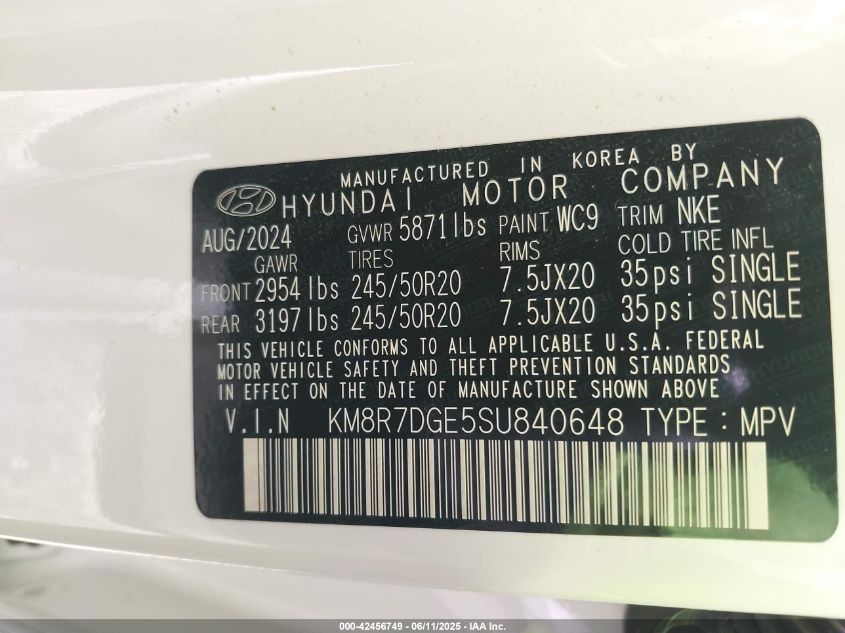 MANUFACTURED IN KOREA BY
HYUNDAI MOTOR COMPANY
AUG/2024 GVWR 5871lbs PAINT WC9 TRIM NKE
GAWR TIRES RIMS COLD TIRE INFL
FRONT 2954lbs 245/50R20 7.5JX20 35psi SINGLE
REAR 3197lbs 245/50R20 7.5JX20 35psi SINGLE
THIS VEHICLE CONFORMS TO ALL APPLICABLE U.S.A. FEDERAL
MOTOR VEHICLE SAFETY AND THEFT PREVENTION STANDARDS
IN EFFECT ON THE DATE OF MANUFACTURE SHOWN ABOVE
V.I.N KM8R7DGE5SU840648 TYPE : MPV
000-42456749 - 06/11/2025 - IAA Inc.